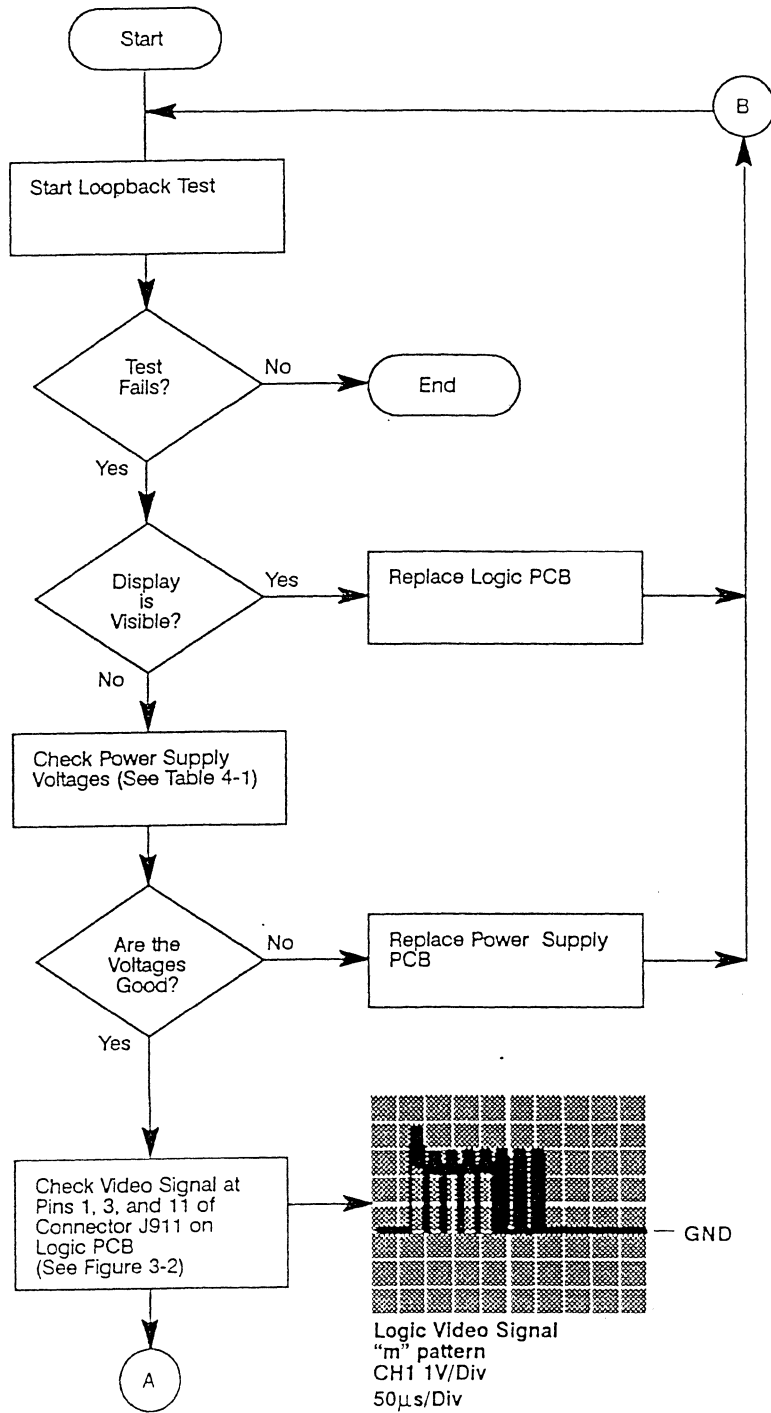 Start
B
Start Loopback Test
Test
Fails?
No
End
Yes
Display
is
Visible?
Yes
Replace Logic PCB
No
Check Power Supply
Voltages (See Table 4-1)
Are the
Voltages
Good?
No
Replace Power Supply
PCB
Yes
Check Video Signal at
Pins 1, 3, and 11 of
Connector J911 on
Logic PCB
(See Figure 3-2)
GND
Logic Video Signal
"m" pattern
CH1 1V/Div
50µs/Div
A